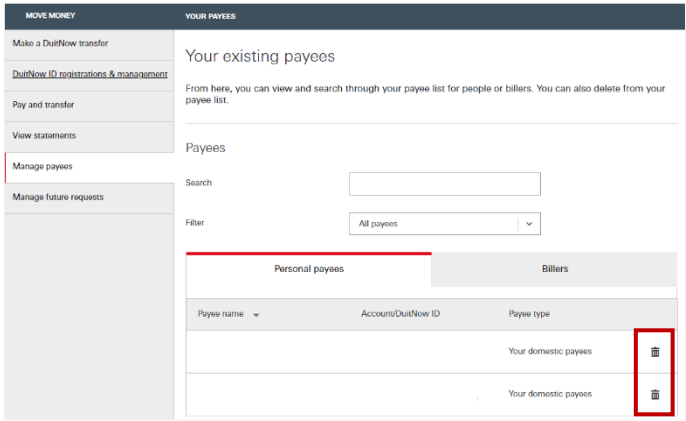 MOVE MONEY
YOUR PAYEES
Make a DuitNow transfer
DuitNow ID registrations & management
Pay and transfer
View statements
Manage payees
Manage future requests
Your existing payees
From here, you can view and search through your payee list for people or billers. You can also delete from your
payee list.
Payees
Search
Filter
All payees
Personal payees
Billers
Payee name
Account/DuitNow ID
Payee type
Your domestic payees
Your domestic payees